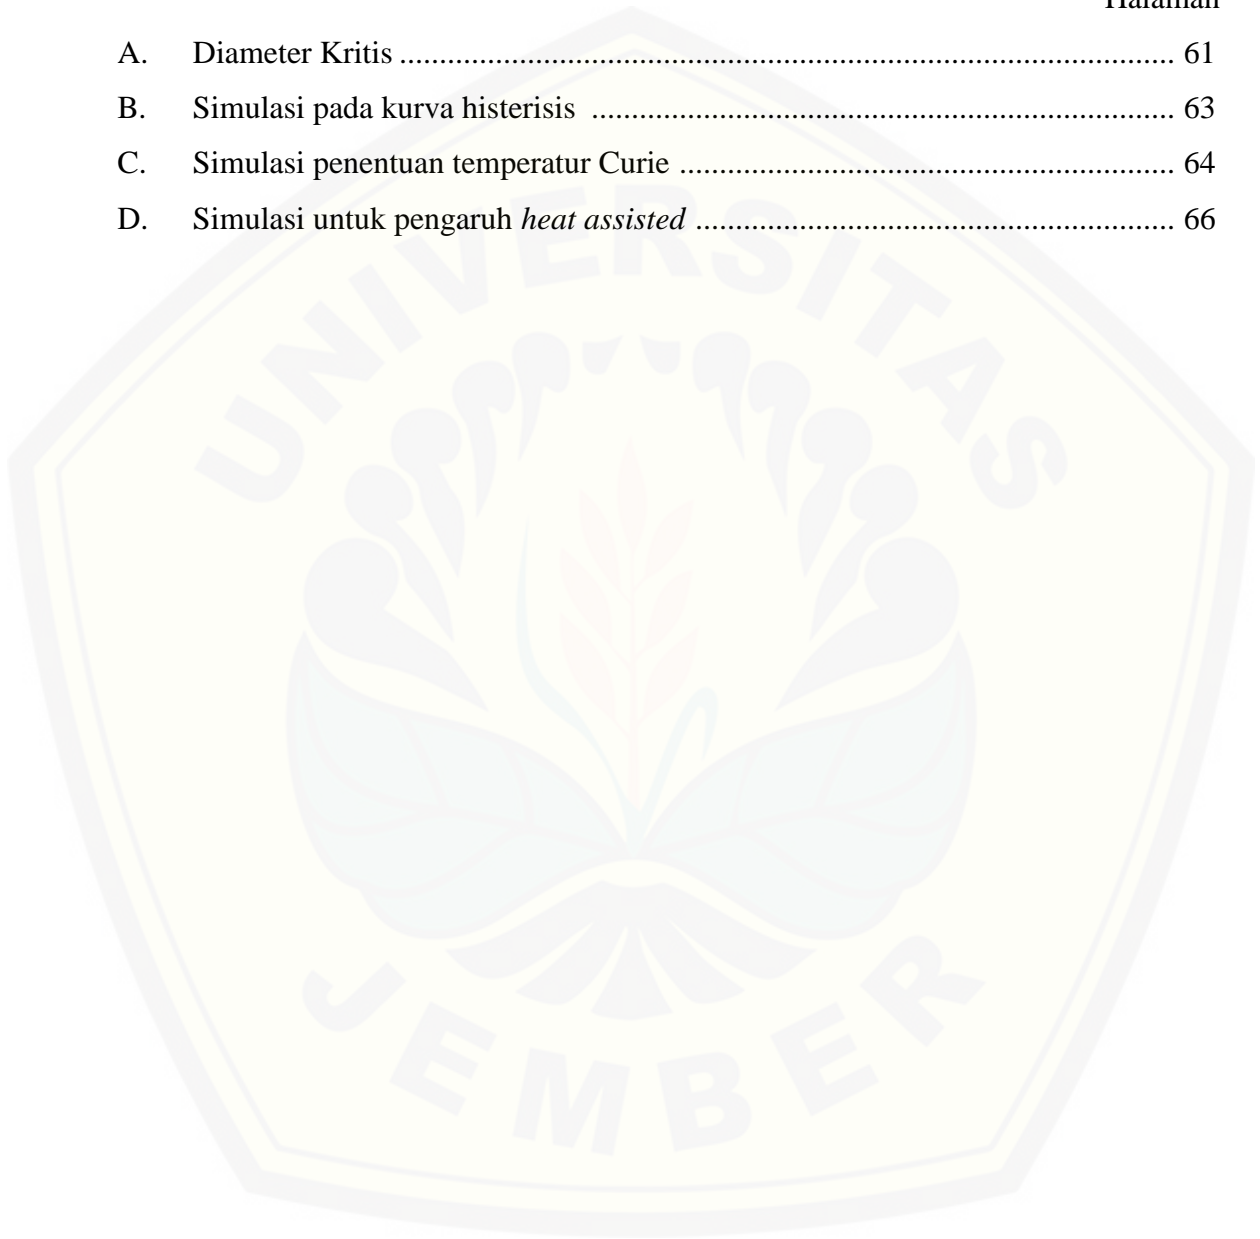 Halaman
A. Diameter Kritis ........................................................................................... 61
B. Simulasi pada kurva histerisis .................................................................... 63
C. Simulasi penentuan temperatur Curie .......................................................... 64
D. Simulasi untuk pengaruh heat assisted ........................................................ 66
UNIVERSITAS
JEMBER